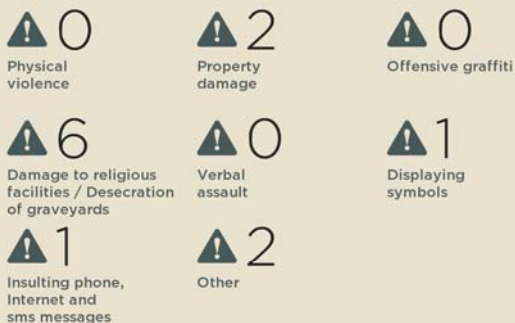 0
Physical
violence
2
Property
damage
0
Offensive graffiti
6
Damage to religious
facilities / Desecration
of graveyards
0
Verbal
assault
1
Displaying
symbols
1
Insulting phone,
Internet and
sms messages
2
Other